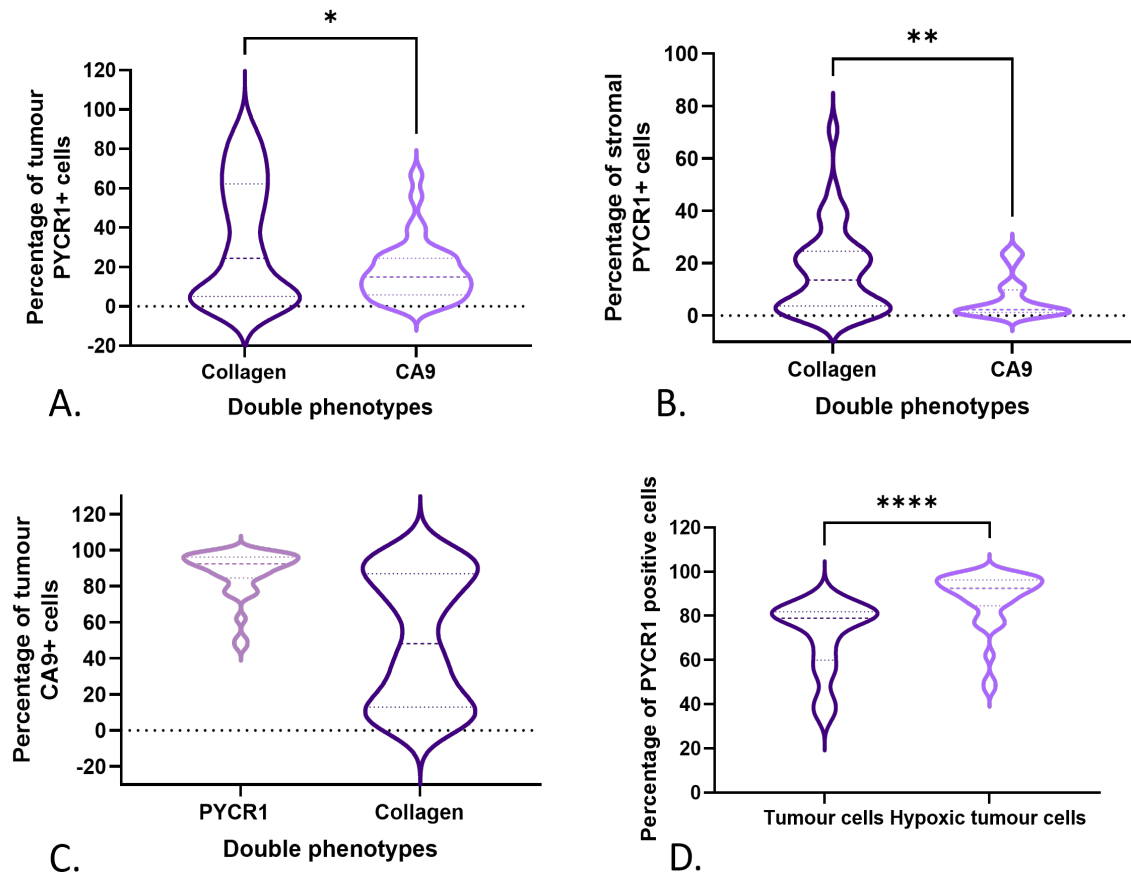 *
Percentage of tumour
PYCR1+ cells
120
100
80
60
40
20
0
-20
Collagen
CA9
A.
Double phenotypes
**
Percentage of stromal
PYCR1+ cells
100
80
60
40
20
0
Collagen
CA9
B.
Double phenotypes
Percentage of tumour
CA9+ cells
120
100
80
60
40
20
0
-20
PYCR1
Collagen
C.
Double phenotypes
****
Percentage of PYCR1 positive cells
120
100
80
60
40
20
0
Tumour cells
Hypoxic tumour cells
D.